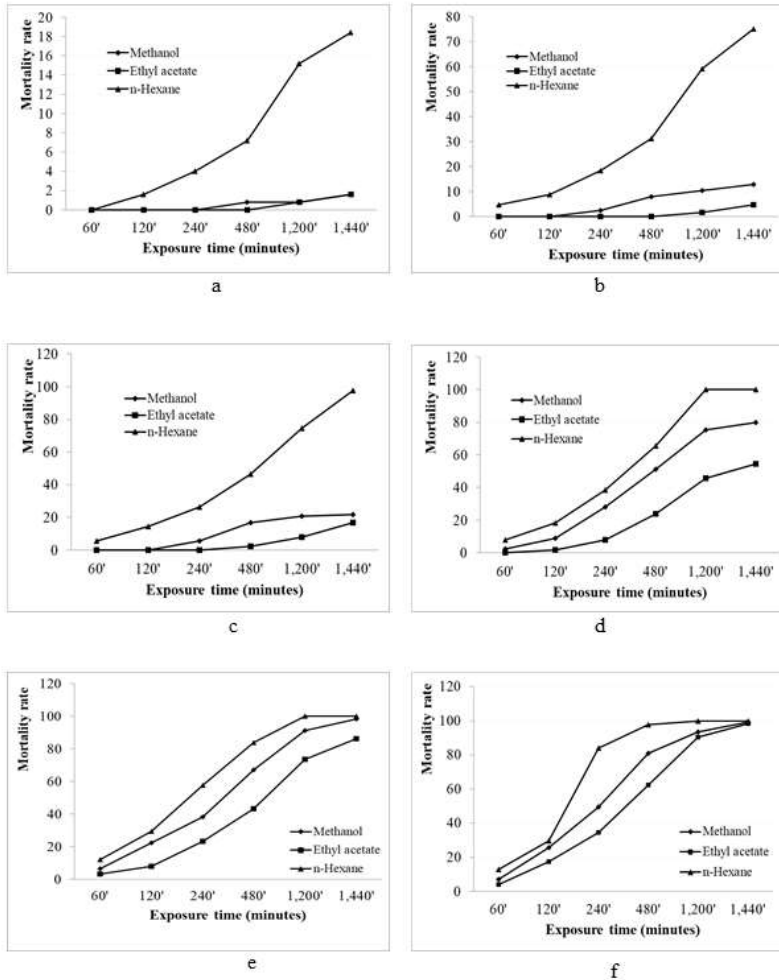 Mortality rate
20
18
16
14
12
10
8
6
4
2
0
Methanol
Ethyl acetate
n-Hexane
60' 120' 240' 480' 1,200' 1,440'
Exposure time (minutes)
a
Mortality rate
80
70
60
50
40
30
20
10
0
Methanol
Ethyl acetate
n-Hexane
60' 120' 240' 480' 1,200' 1,440'
Exposure time (minutes)
b
Mortality rate
120
100
80
60
40
20
0
Methanol
Ethyl acetate
n-Hexane
60' 120' 240' 480' 1,200' 1,440'
Exposure time (minutes)
c
Mortality rate
120
100
80
60
40
20
0
Methanol
Ethyl acetate
n-Hexane
60' 120' 240' 480' 1,200' 1,440'
Exposure time (minutes)
d
Mortality rate
120
100
80
60
40
20
0
Methanol
Ethyl acetate
n-Hexane
60' 120' 240' 480' 1,200' 1,440'
Exposure time (minutes)
e
Mortality rate
120
100
80
60
40
20
0
Methanol
Ethyl acetate
n-Hexane
60' 120' 240' 480' 1,200' 1,440'
Exposure time (minutes)
f